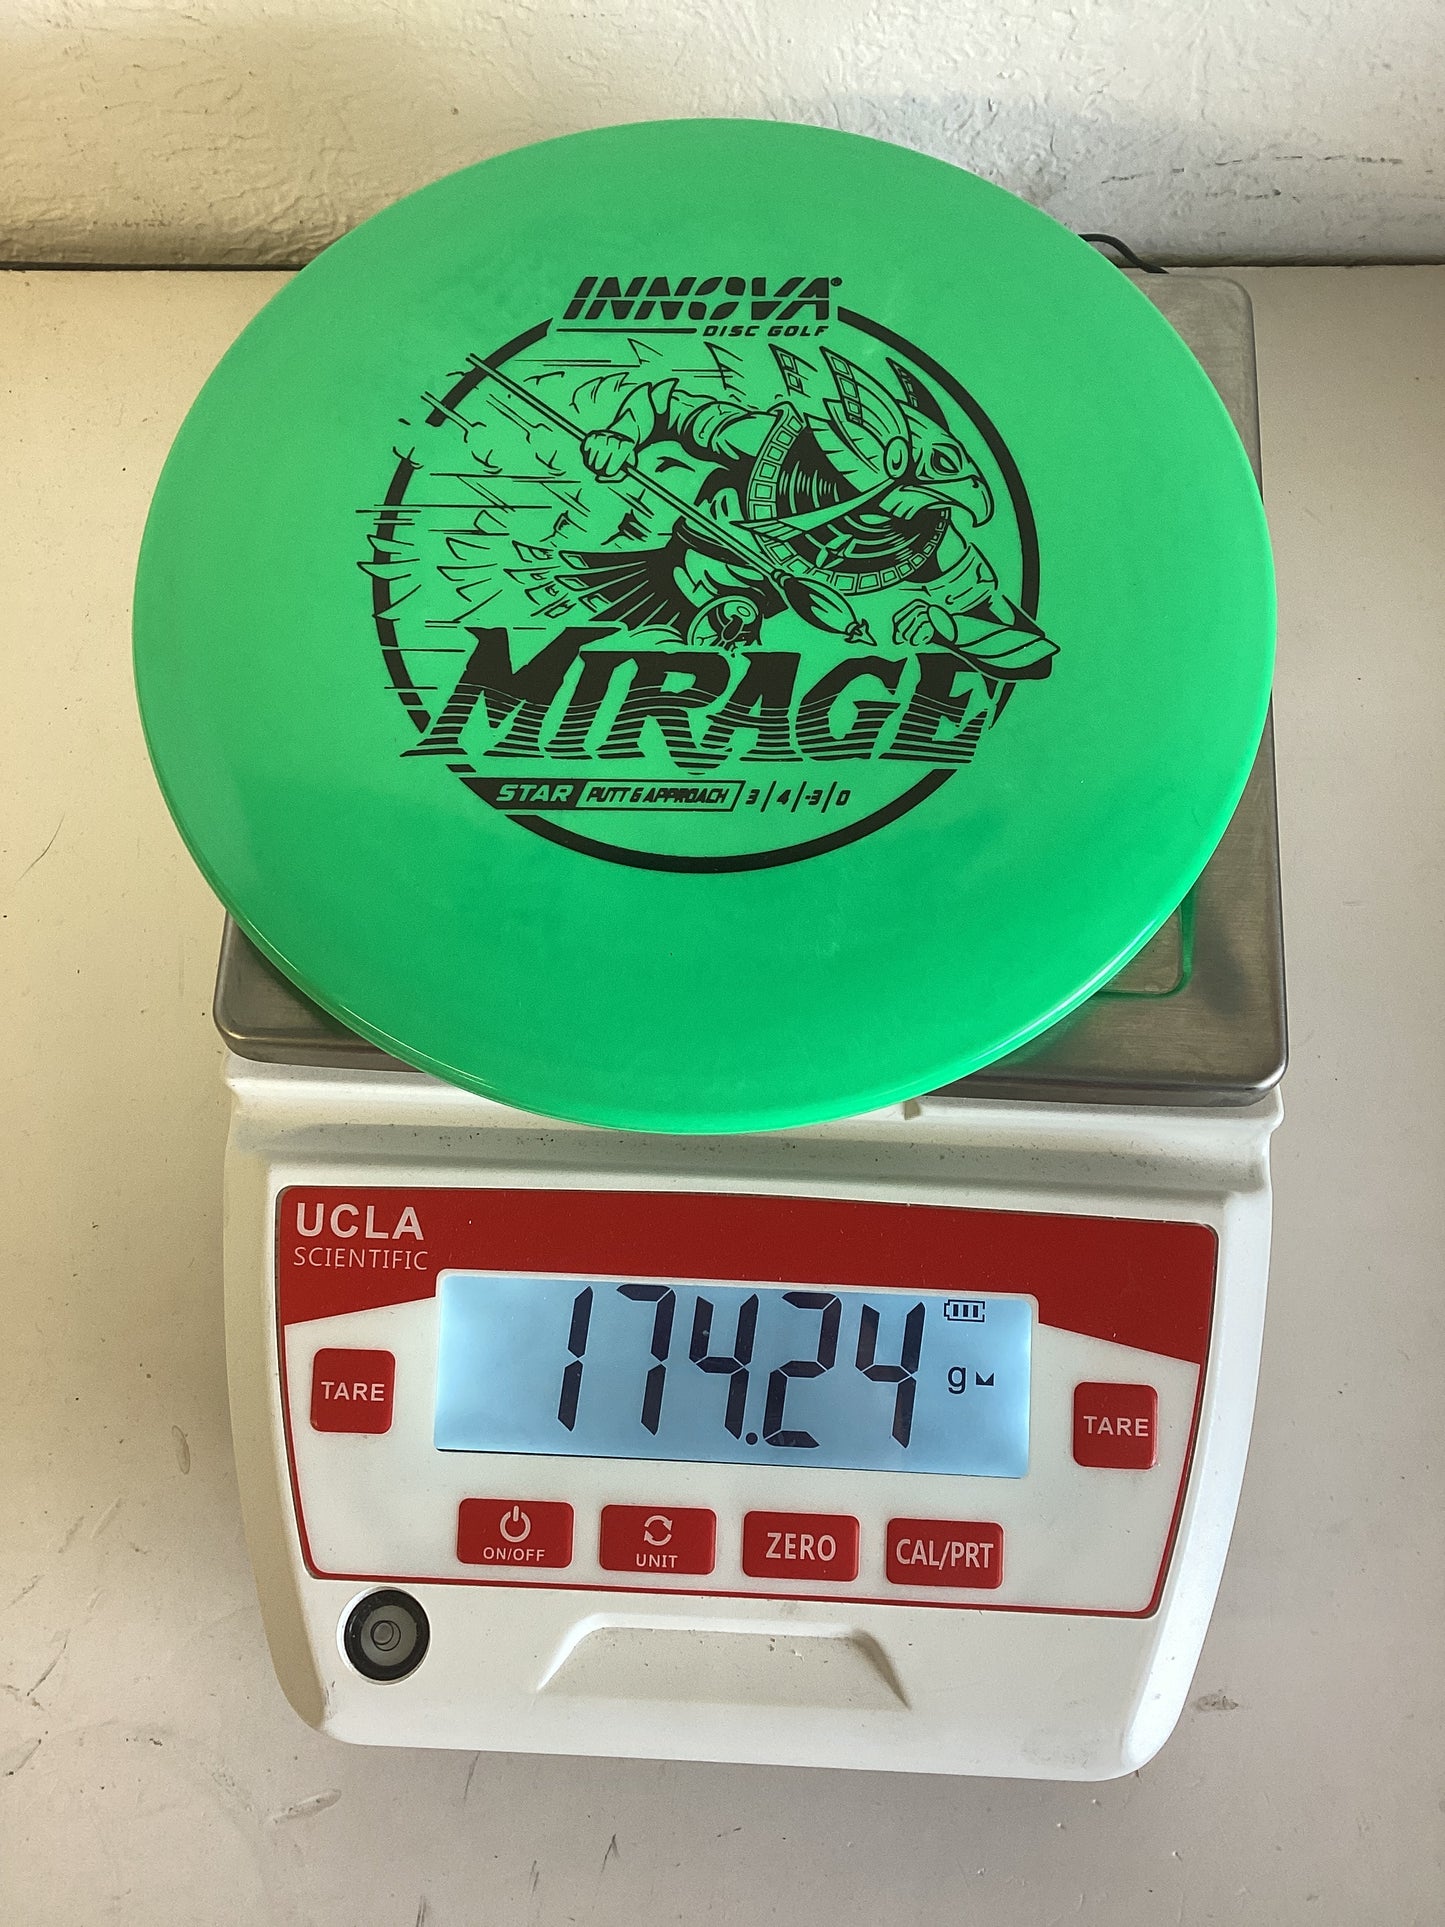 INNOVA®
DISC GOLF
MIRAGE
STAR PUTT & APPROACH 3 | 4 | -3 | 0
UCLA
SCIENTIFIC
174.24 g
TARE
TARE
ON/OFF
UNIT
ZERO
CAL/PRT